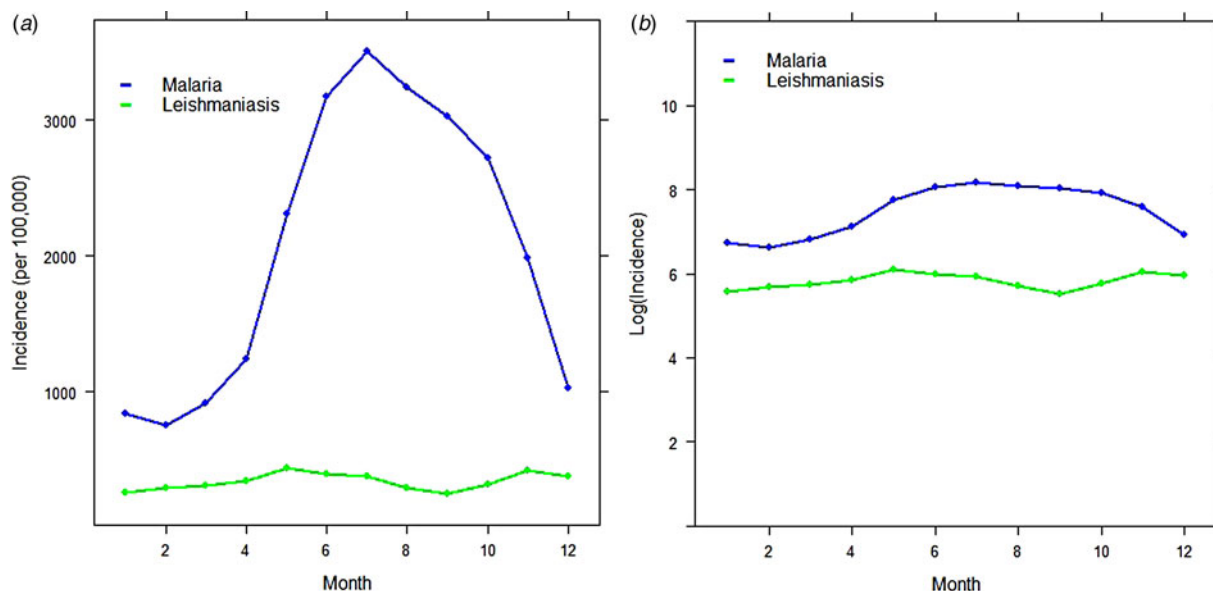 (a)
Malaria
Leishmaniasis
Incidence (per 100,000)
3000
2000
1000
2 4 6 8 10 12
Month
(b)
Malaria
Leishmaniasis
Log(Incidence)
10
8
6
4
2
2 4 6 8 10 12
Month